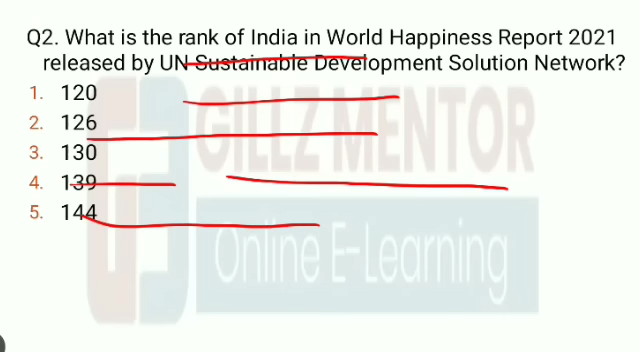 Q2. What is the rank of India in World Happiness Report 2021
released by UN Sustainable Development Solution Network?
1. 120
2. 126
3. 130
4. 139
5. 144
GILLZ MENTOR
Online E-Learning